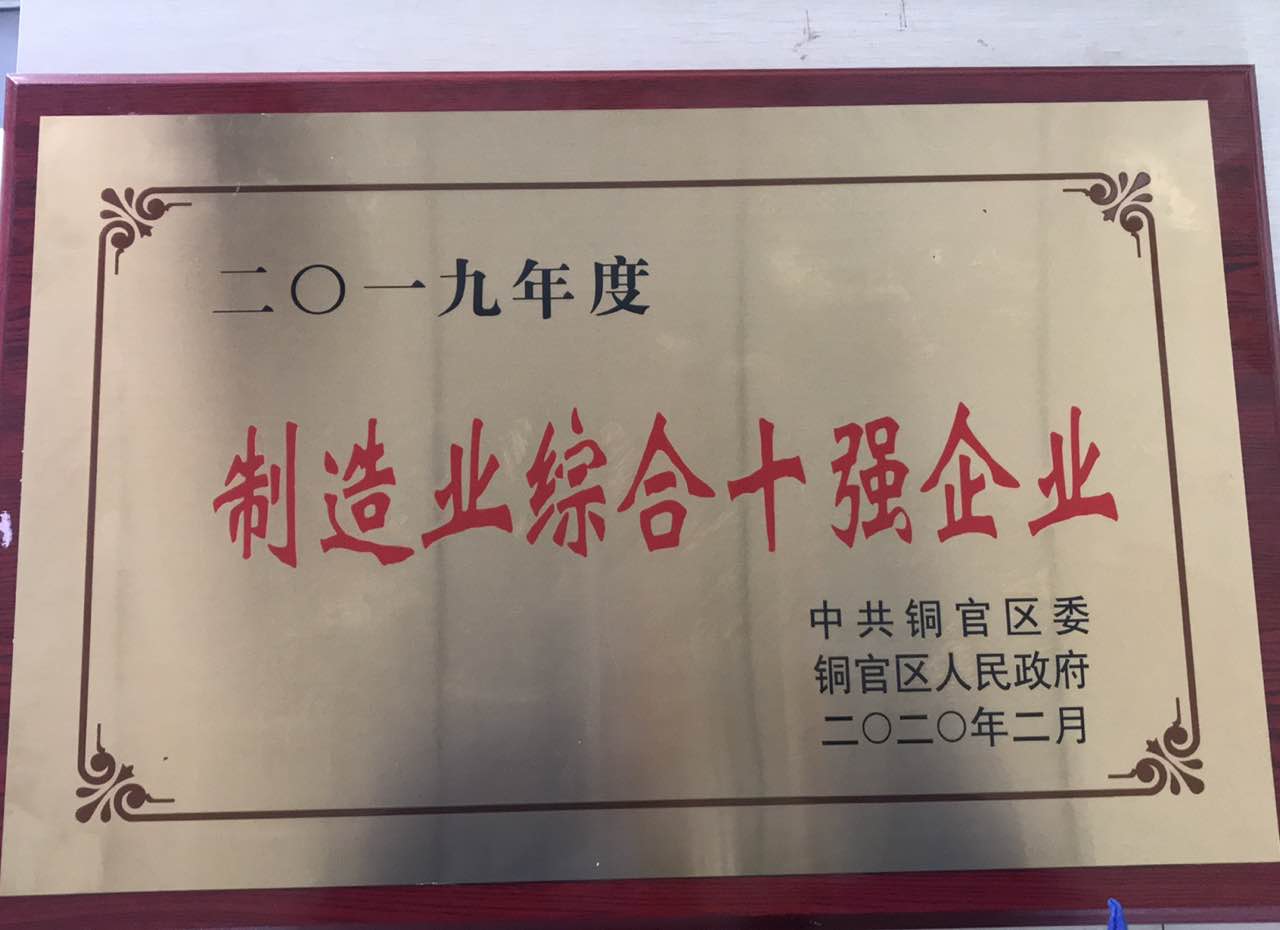 二〇一九年度
制造业综合十强企业
中共铜官区委
铜官区人民政府
二〇二〇年二月